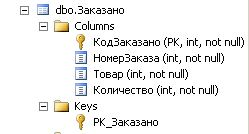 dbo.Заказано
Columns
КодЗаказано (PK, int, not null)
НомерЗаказа (int, not null)
Товар (int, not null)
Количество (int, not null)
Keys
PK_Заказано